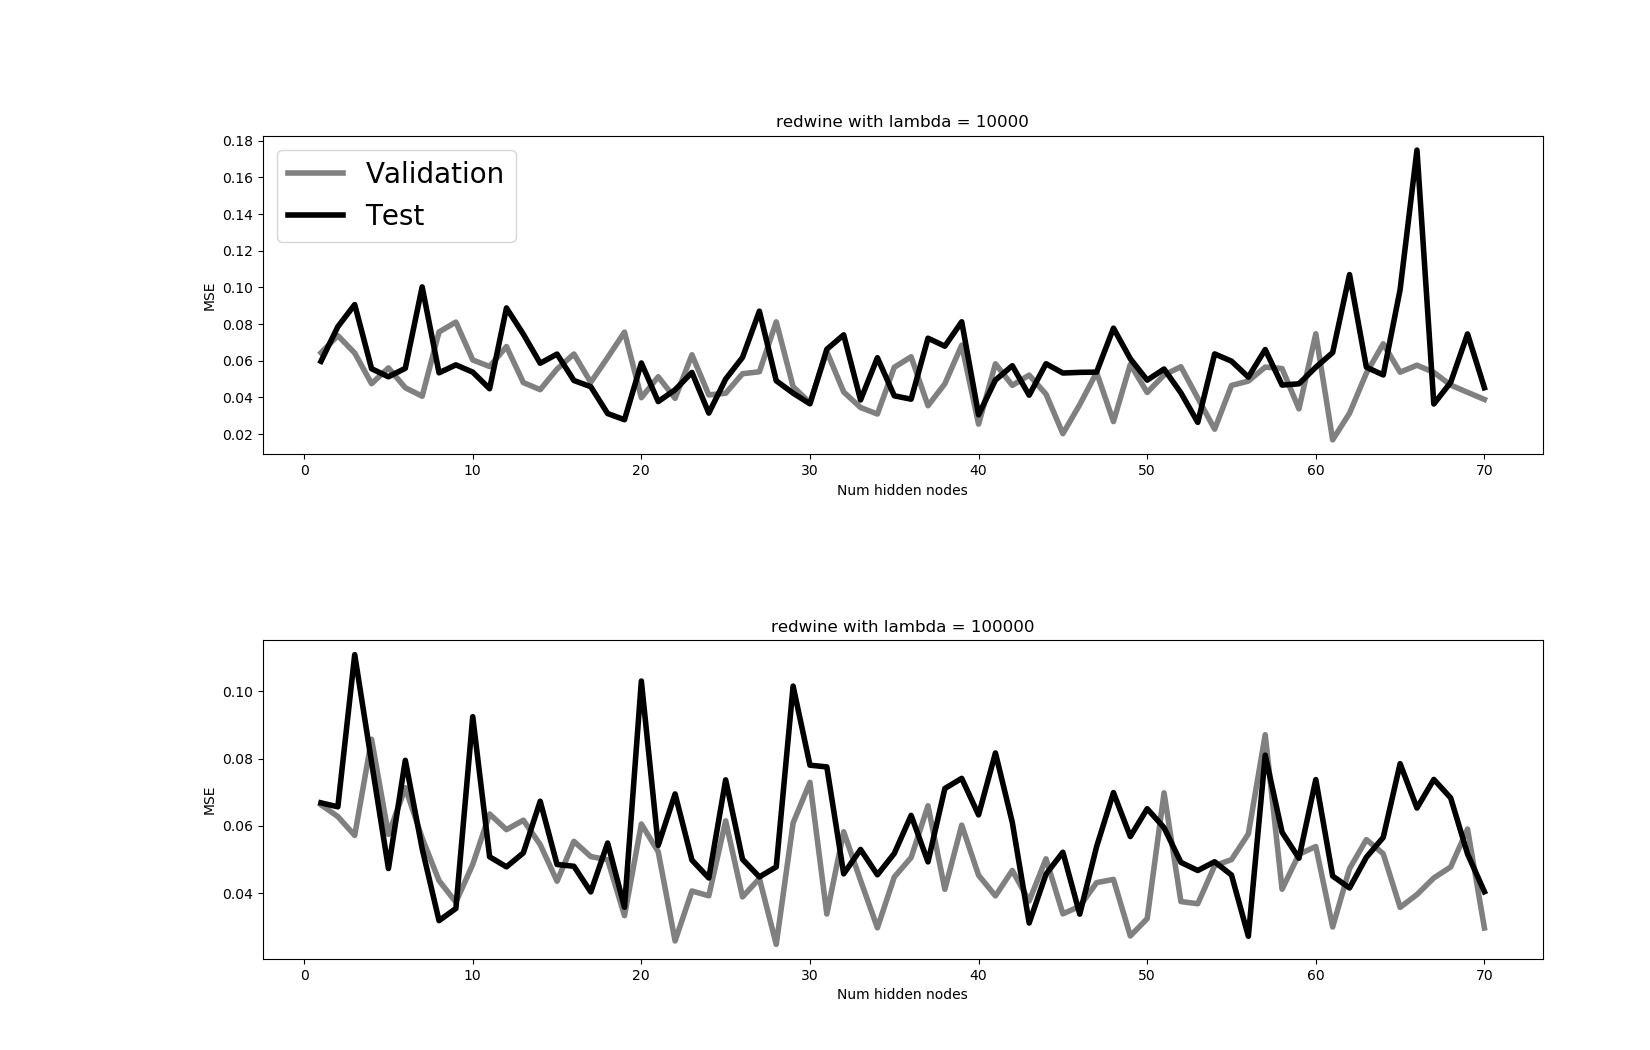 redwine with lambda = 10000
0.18
0.16
0.14
0.12
0.10
0.08
0.06
0.04
0.02
MSE
Validation
Test
0 10 20 30 40 50 60 70
Num hidden nodes
redwine with lambda = 100000
0.10
0.08
0.06
0.04
MSE
0 10 20 30 40 50 60 70
Num hidden nodes